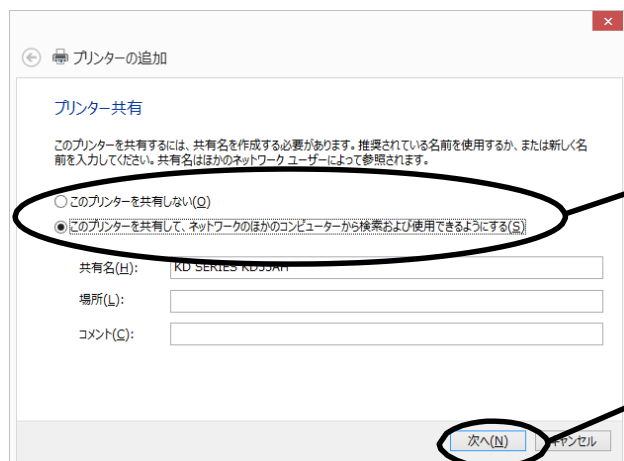 プリンターの追加
プリンター共有
このプリンターを共有するには、共有名を作成する必要があります。推奨されている名前を使用するか、または新しく名
前を入力してください。共有名はほかのネットワーク ユーザーによって参照されます。
このプリンターを共有しない(O)
このプリンターを共有して、ネットワークのほかのコンピューターから検索および使用できるようにする(S)
共有名(H):
KD SERIES
場所(L):
コメント(C):
次へ(N)
キャンセル